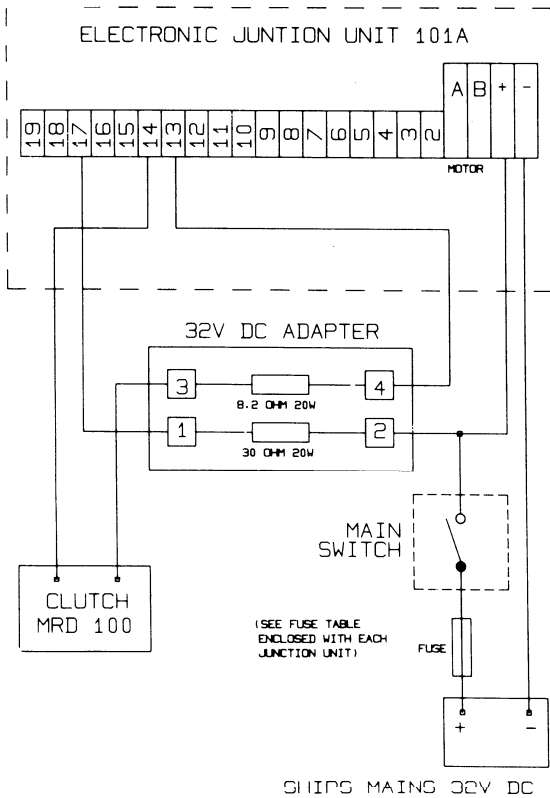 ELECTRONIC JUNTION UNIT 101A
A B + -
19 18 17 16 15 14 13 12 11 10 9 8 7 6 5 4 3 2
MOTOR
32V DC ADAPTER
3 4
8.2 OHM 20W
1 2
30 OHM 20W
MAIN
SWITCH
CLUTCH
MRD 100
(SEE FUSE TABLE
ENCLOSED WITH EACH
JUNCTION UNIT)
FUSE
+ -
SHIPS MAINS 32V DC